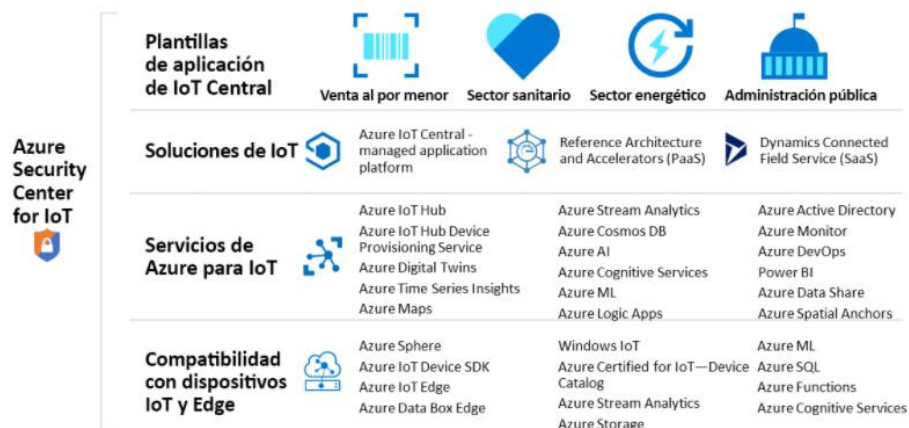 Plantillas
de aplicación
de IoT Central
Venta al por menor
Sector sanitario
Sector energético
Administración pública
Azure
Security
Center
for IoT
Soluciones de IoT
Azure IoT Central -
managed application
platform
Reference Architecture
and Accelerators (PaaS)
Dynamics Connected
Field Service (SaaS)
Servicios de
Azure para IoT
Azure IoT Hub
Azure IoT Hub Device
Provisioning Service
Azure Digital Twins
Azure Time Series Insights
Azure Maps
Azure Stream Analytics
Azure Cosmos DB
Azure AI
Azure Cognitive Services
Azure ML
Azure Logic Apps
Azure Active Directory
Azure Monitor
Azure DevOps
Power BI
Azure Data Share
Azure Spatial Anchors
Compatibilidad
con dispositivos
IoT y Edge
Azure Sphere
Azure IoT Device SDK
Azure IoT Edge
Azure Data Box Edge
Windows IoT
Azure Certified for IoT—Device
Catalog
Azure Stream Analytics
Azure Storage
Azure ML
Azure SQL
Azure Functions
Azure Cognitive Services